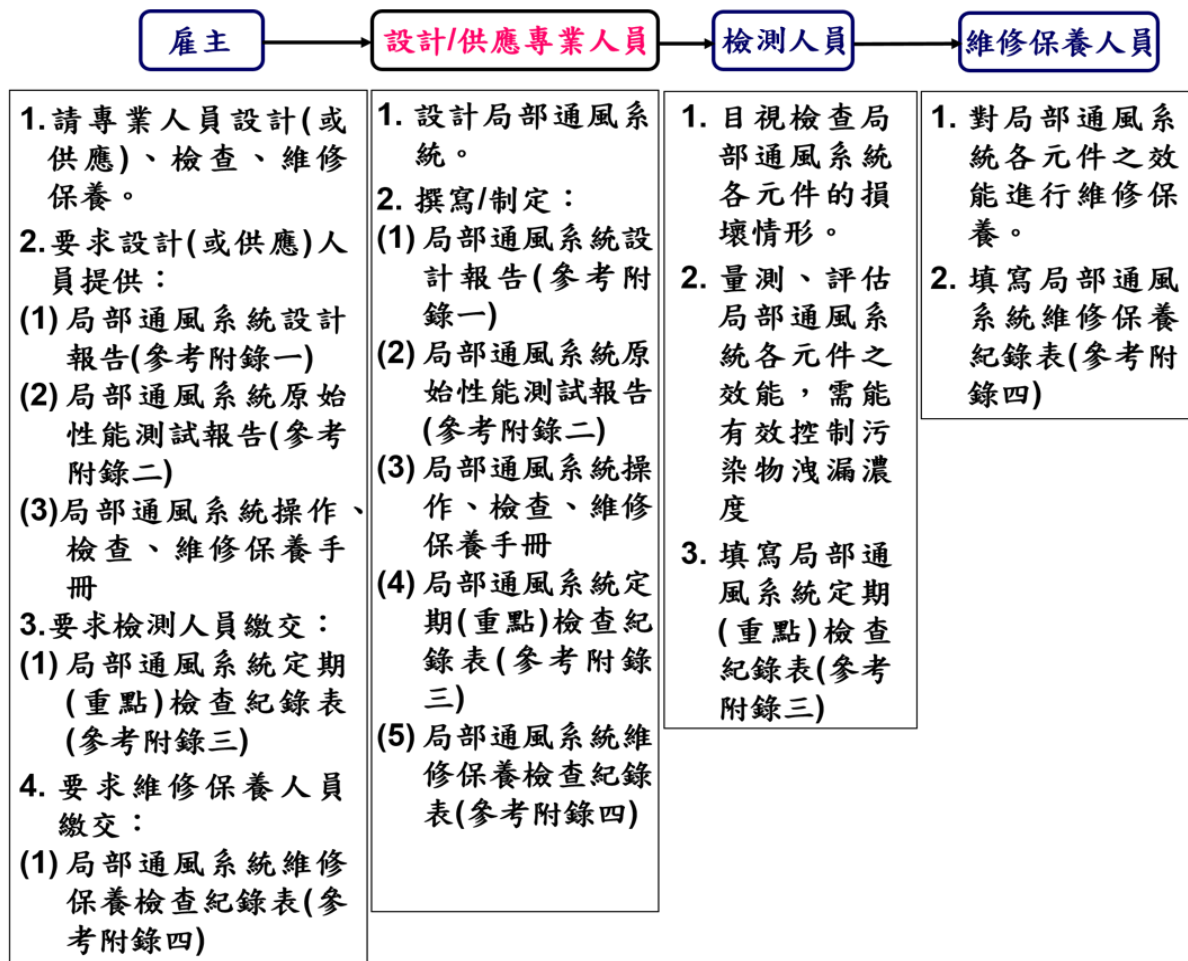 雇主
設計/供應專業人員
檢測人員
維修保養人員
1.請專業人員設計(或
供應)、檢查、維修
保養。
2.要求設計(或供應)人
員提供：
(1)局部通風系統設計
報告(參考附錄一)
(2)局部通風系統原始
性能測試報告(參考
附錄二)
(3)局部通風系統操作、
檢查、維修保養手
冊
3.要求檢測人員繳交：
(1)局部通風系統定期
(重點)檢查紀錄表
(參考附錄三)
4. 要求維修保養人員
繳交：
(1)局部通風系統維修
保養檢查紀錄表(參
考附錄四)
1. 設計局部通風系
統。
2. 撰寫/制定：
(1)局部通風系統設
計報告(參考附
錄一)
(2)局部通風系統原
始性能測試報告
(參考附錄二)
(3)局部通風系統操
作、檢查、維修
保養手冊
(4)局部通風系統定
期(重點)檢查紀
錄表(參考附錄
三)
(5)局部通風系統維
修保養檢查紀錄
表(參考附錄四)
1. 目視檢查局
部通風系統
各元件的損
壞情形。
2. 量測、評估
局部通風系
統各元件之
效能，需能
有效控制污
染物洩漏濃
度
3. 填寫局部通
風系統定期
(重點)檢查
紀錄表(參考
附錄三)
1. 對局部通風系
統各元件之效
能進行維修保
養。
2. 填寫局部通風
系統維修保養
紀錄表(參考附
錄四)